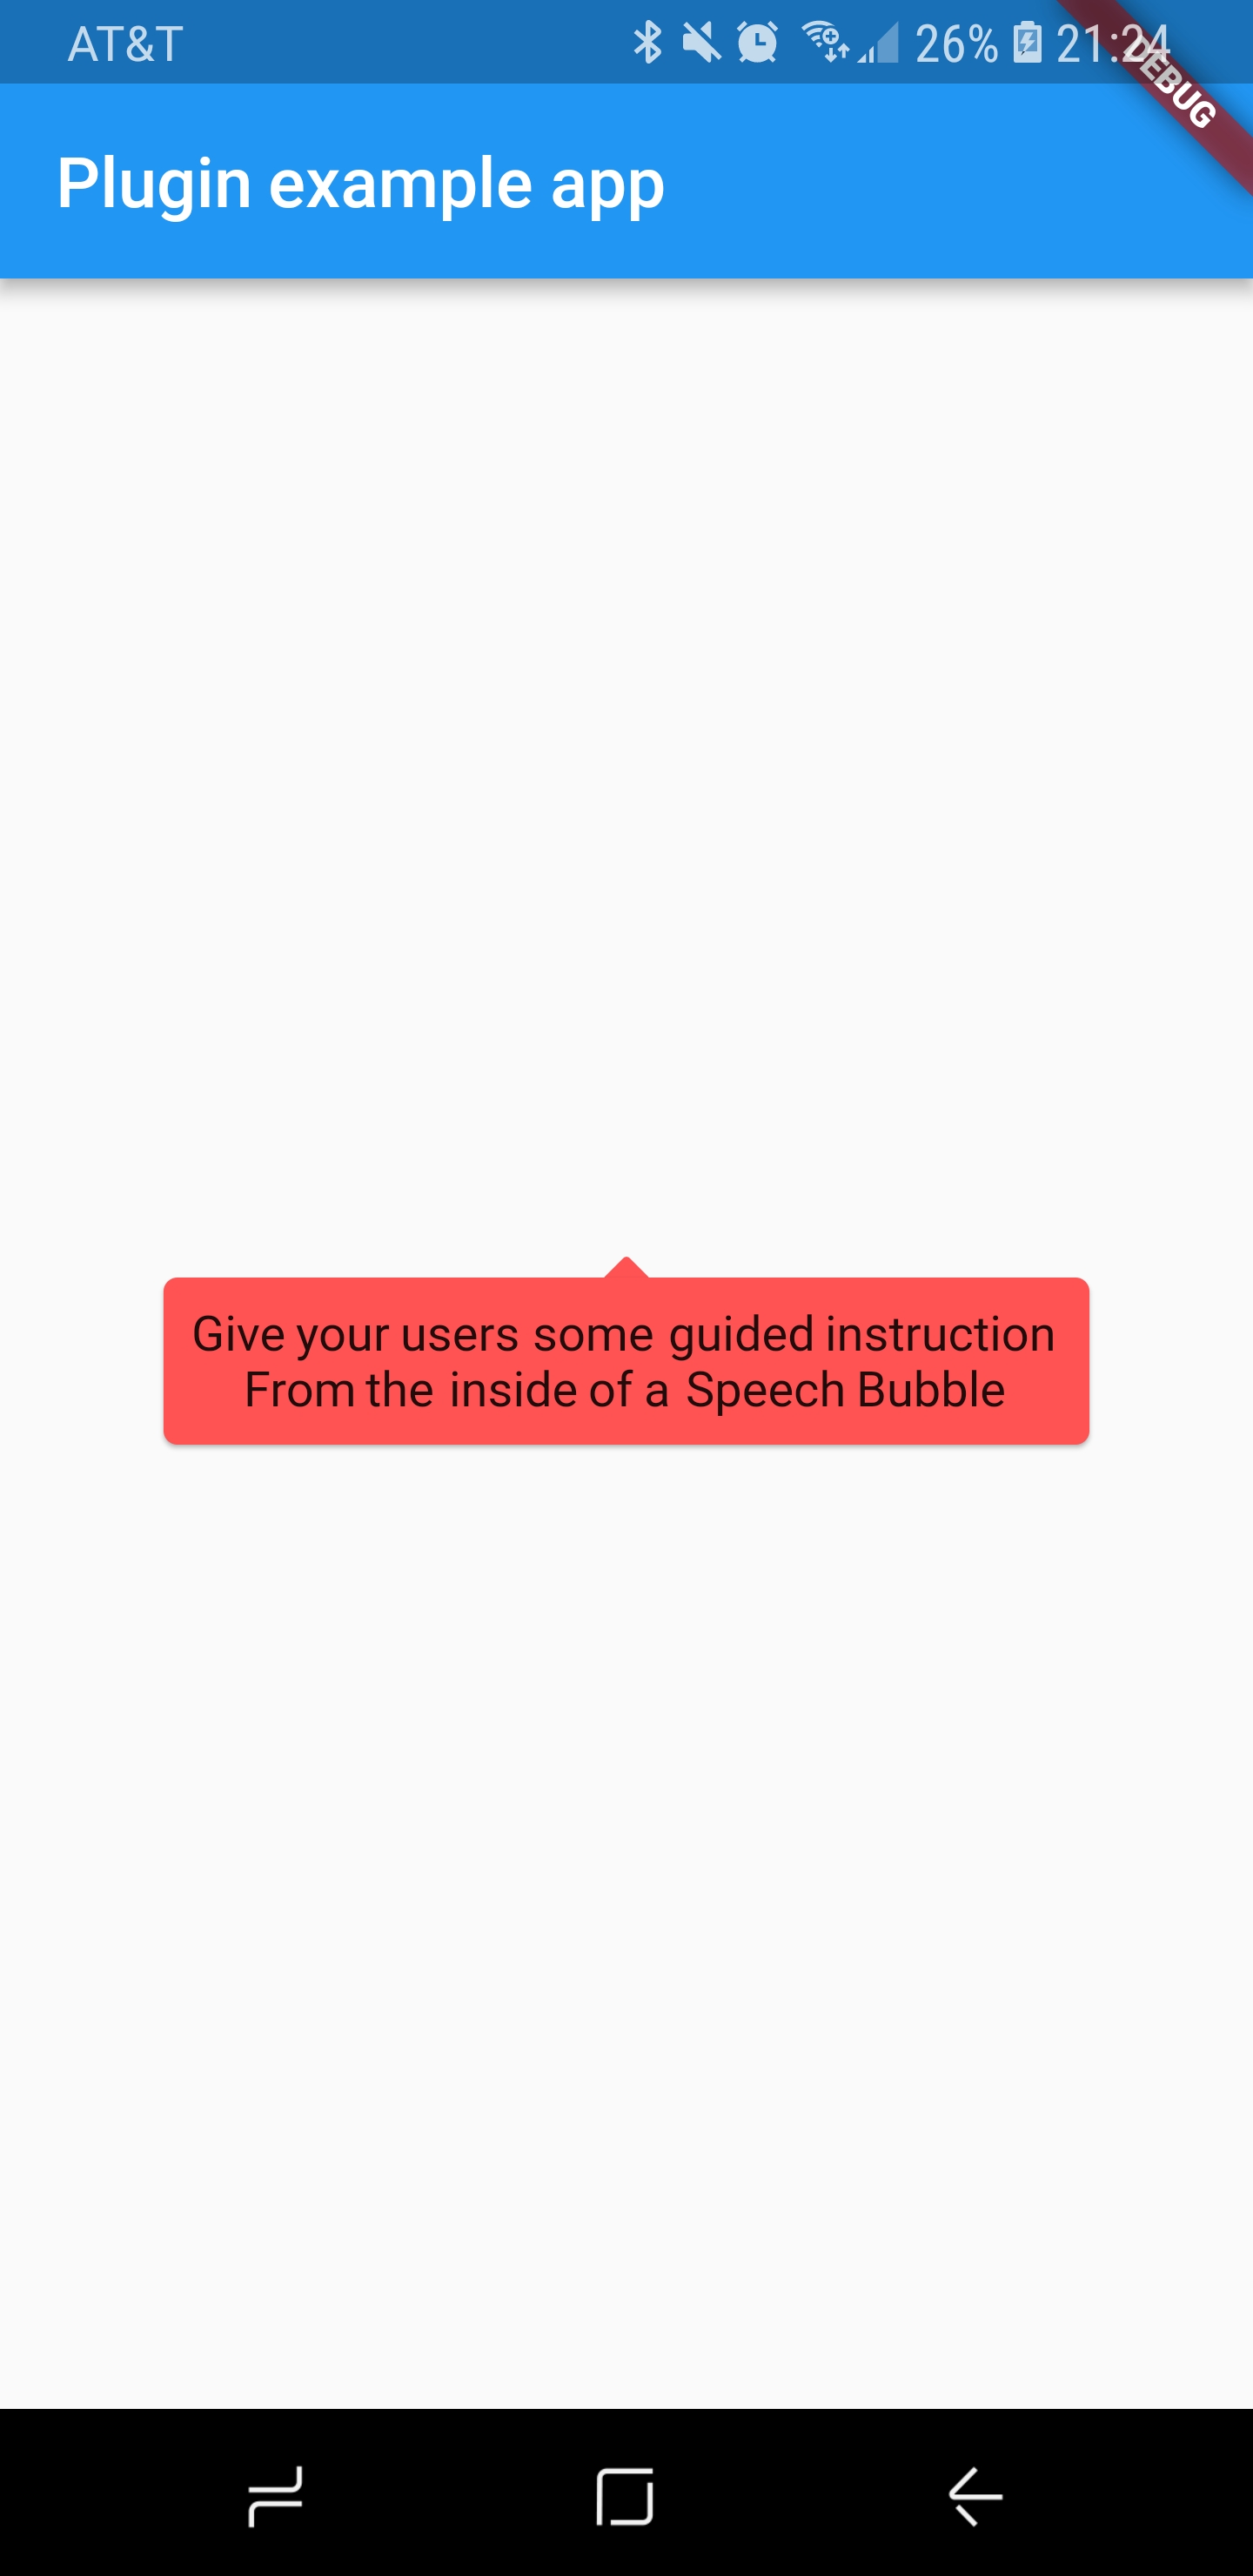 AT&T 26% 21:24
DEBUG
Plugin example app
Give your users some guided instruction
From the inside of a Speech Bubble